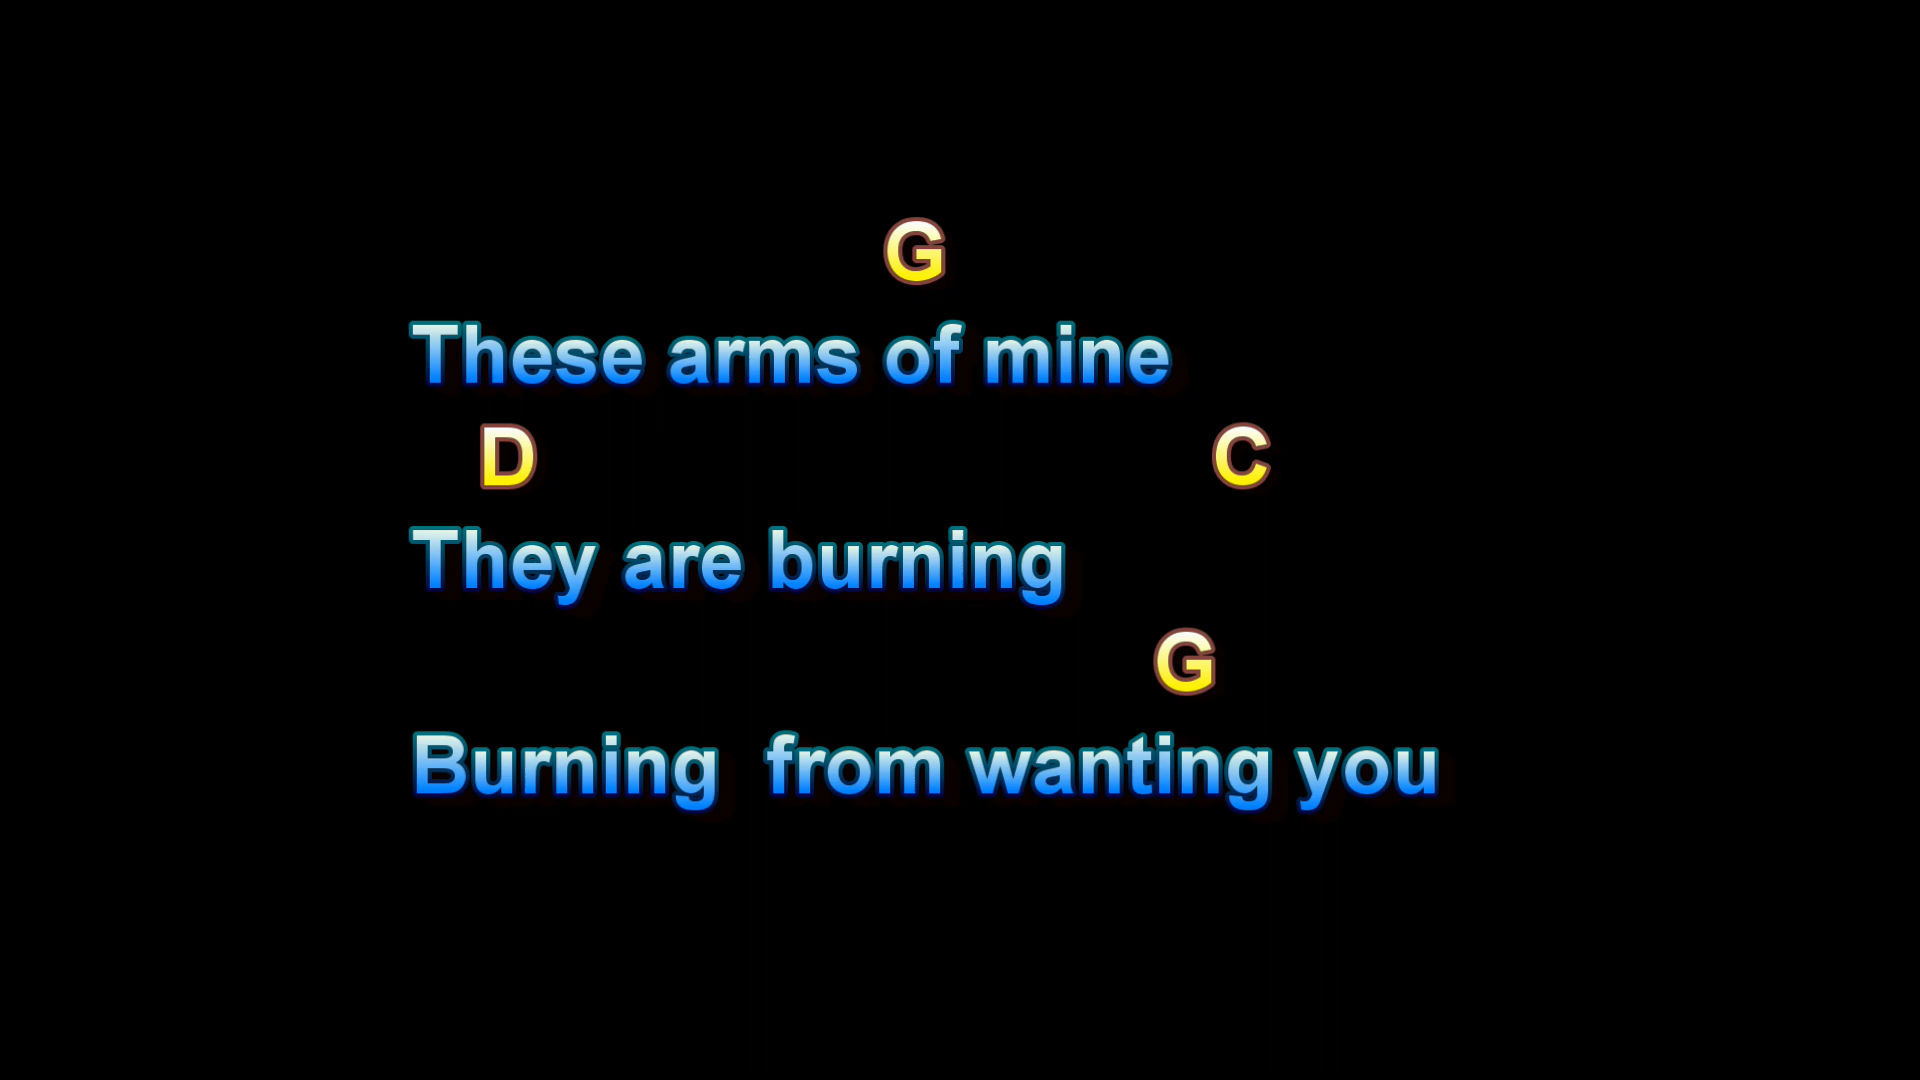 G
These arms of mine
D C
They are burning
G
Burning  from wanting you